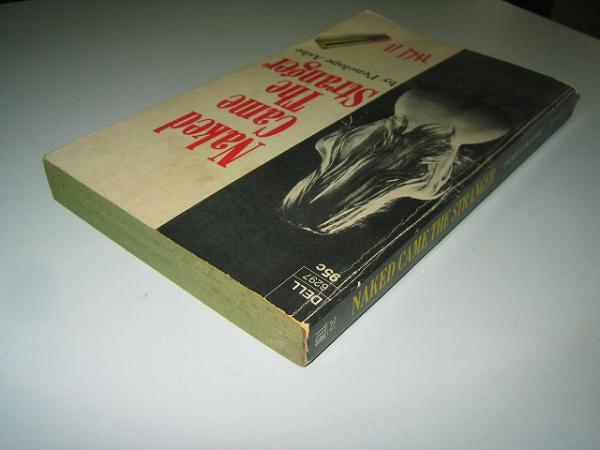 Naked
Came
The
Stranger
by Penelope Ashe
DELL
6297
95c
NAKED CAME THE STRANGER